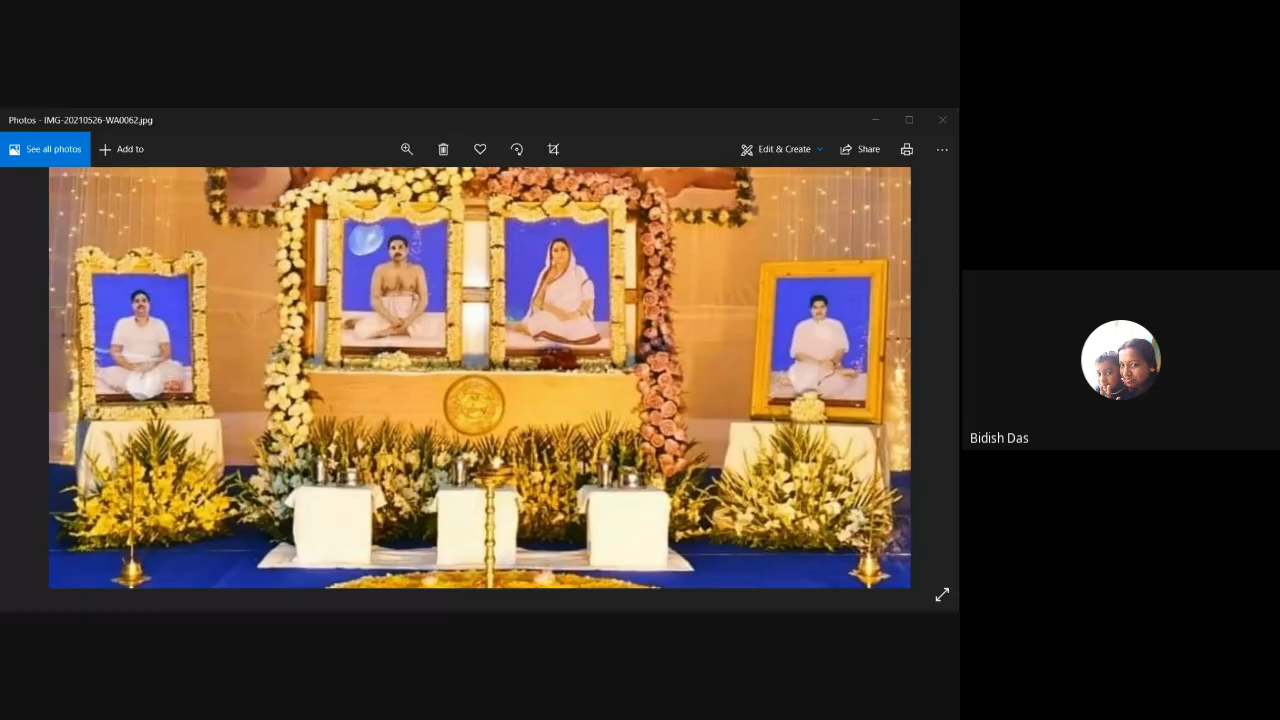 Photos - IMG-20210526-WA0062.jpg
See all photos
Add to
Edit & Create
Share
Bidish Das